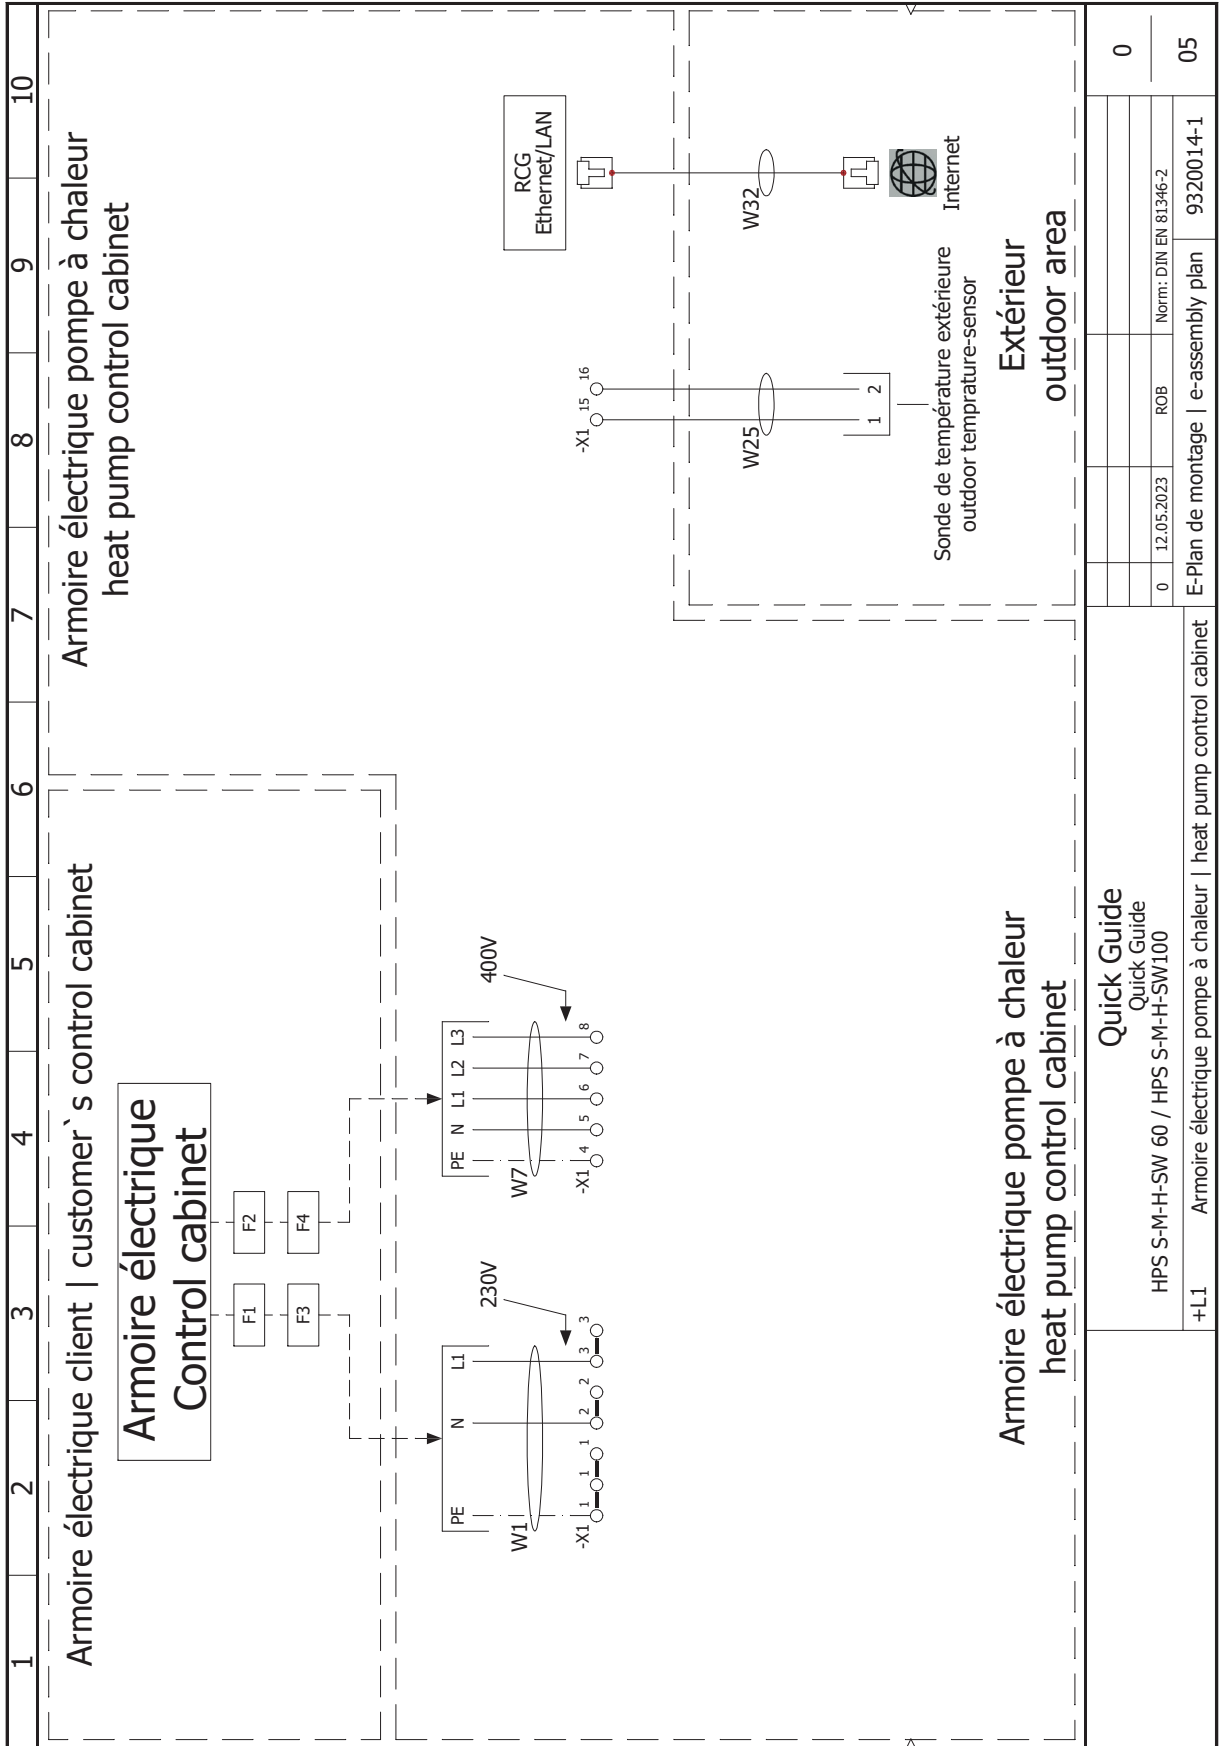 1 2 3 4 5 6 7 8 9 10
Armoire électrique client | customer`s control cabinet
Armoire électrique
Control cabinet
F1 F2
F3 F4
Armoire électrique pompe à chaleur
heat pump control cabinet
PE N L1
W1
230V
-X1 1 1 1 2 2 3 3
PE N L1 L2 L3
W7
400V
-X1 4 5 6 7 8
RCG
Ethernet/LAN
-X1 15 16
W25
W32
1 2
Sonde de température extérieure
outdoor temprature-sensor
Internet
Extérieur
outdoor area
Armoire électrique pompe à chaleur
heat pump control cabinet
Quick Guide
Quick Guide
HPS S-M-H-SW 60 / HPS S-M-H-SW100
+L1 Armoire électrique pompe à chaleur | heat pump control cabinet
0 12.05.2023 ROB Norm: DIN EN 81346-2
E-Plan de montage | e-assembly plan 9320014-1
0
05